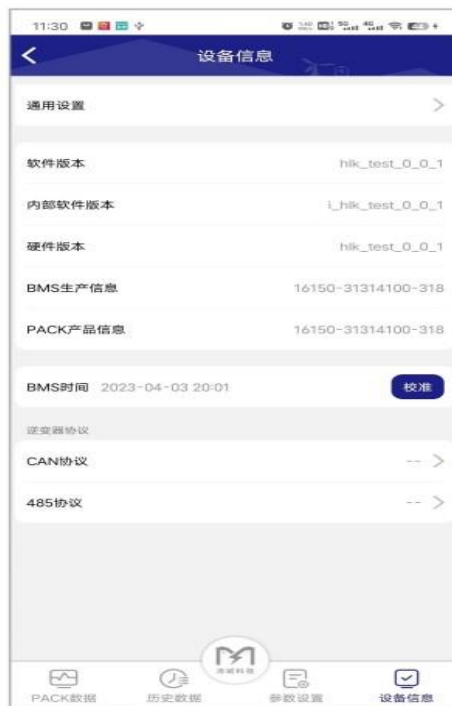 11:30
设备信息
通用设置
软件版本 hlk_test_0_0_1
内部软件版本 i_hlk_test_0_0_1
硬件版本 hlk_test_0_0_1
BMS生产信息 16150-31314100-318
PACK产品信息 16150-31314100-318
BMS时间 2023-04-03 20:01 校准
逆变器协议
CAN协议 --
485协议 --
PACK数据 历史数据 参数设置 设备信息